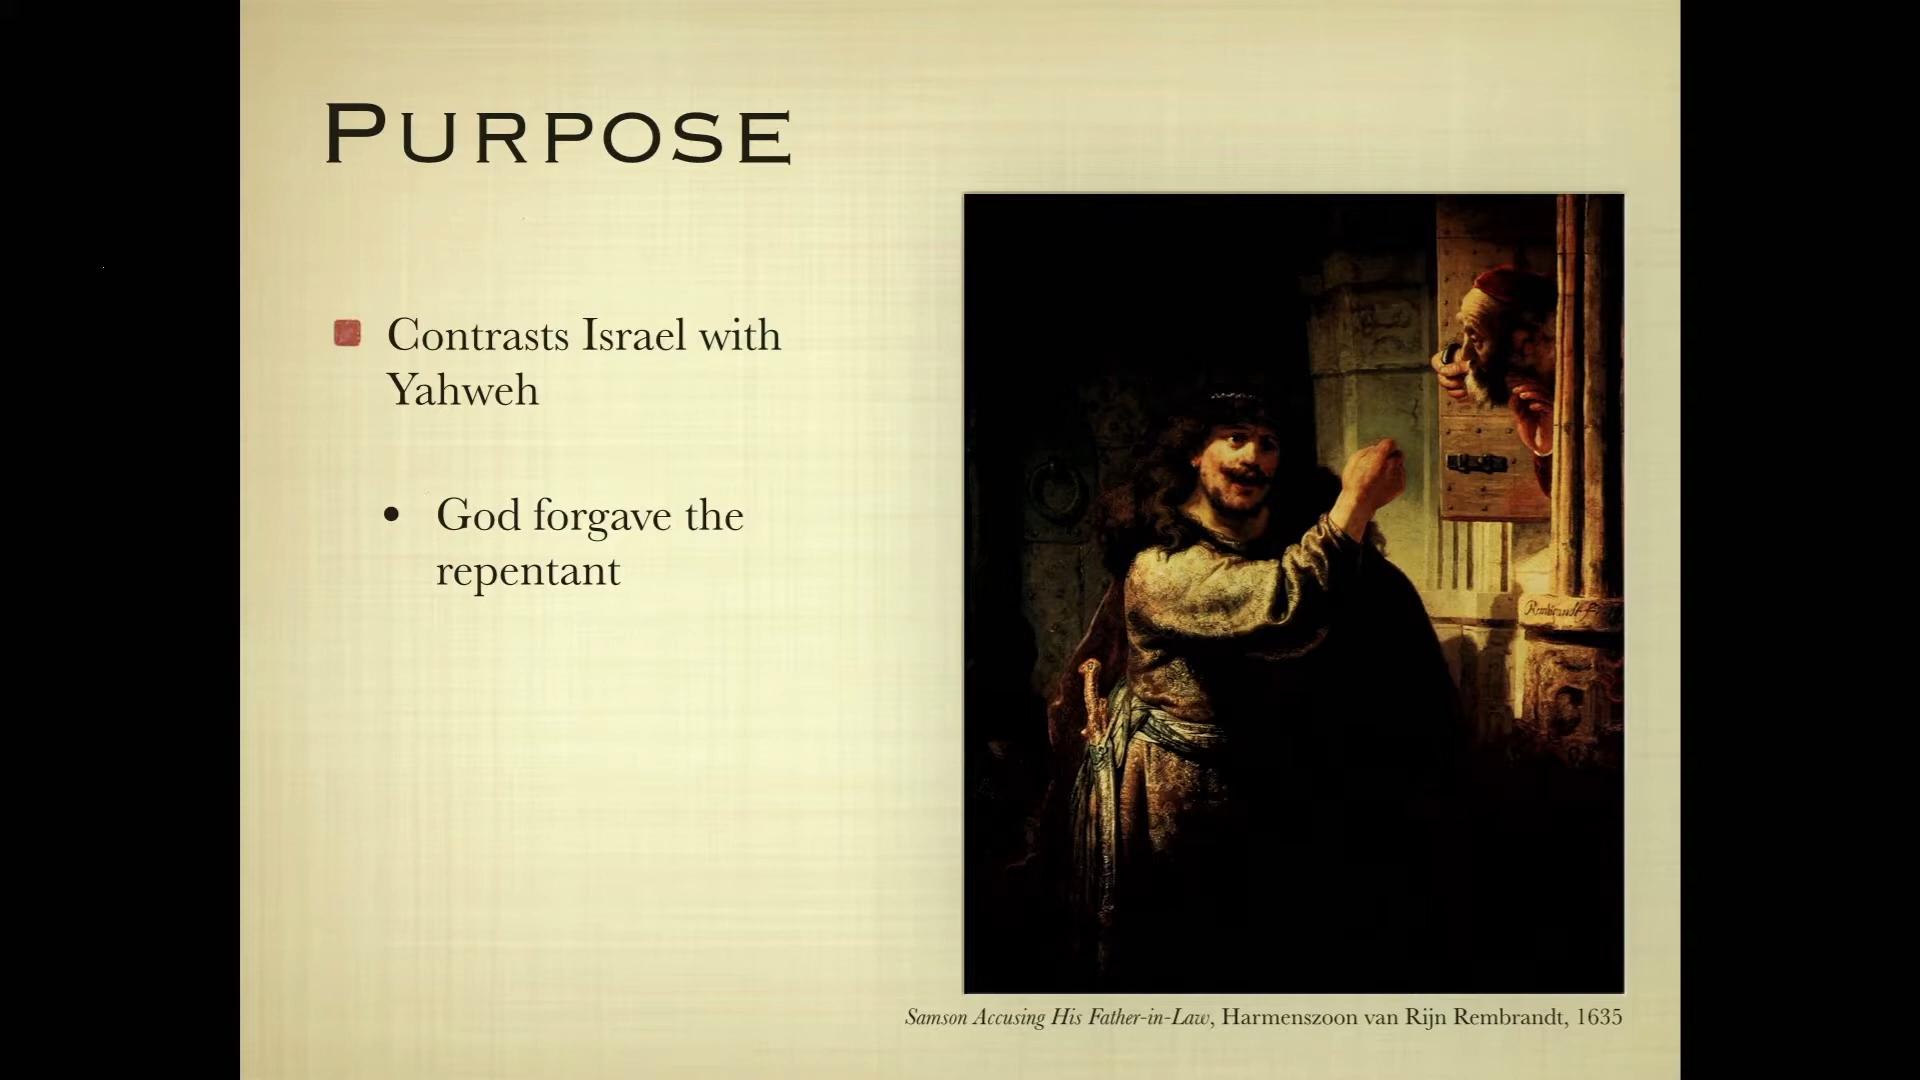 PURPOSE
Contrasts Israel with
Yahweh
• God forgave the
repentant
Rembrandt f.
Samson Accusing His Father-in-Law, Harmenszoon van Rijn Rembrandt, 1635